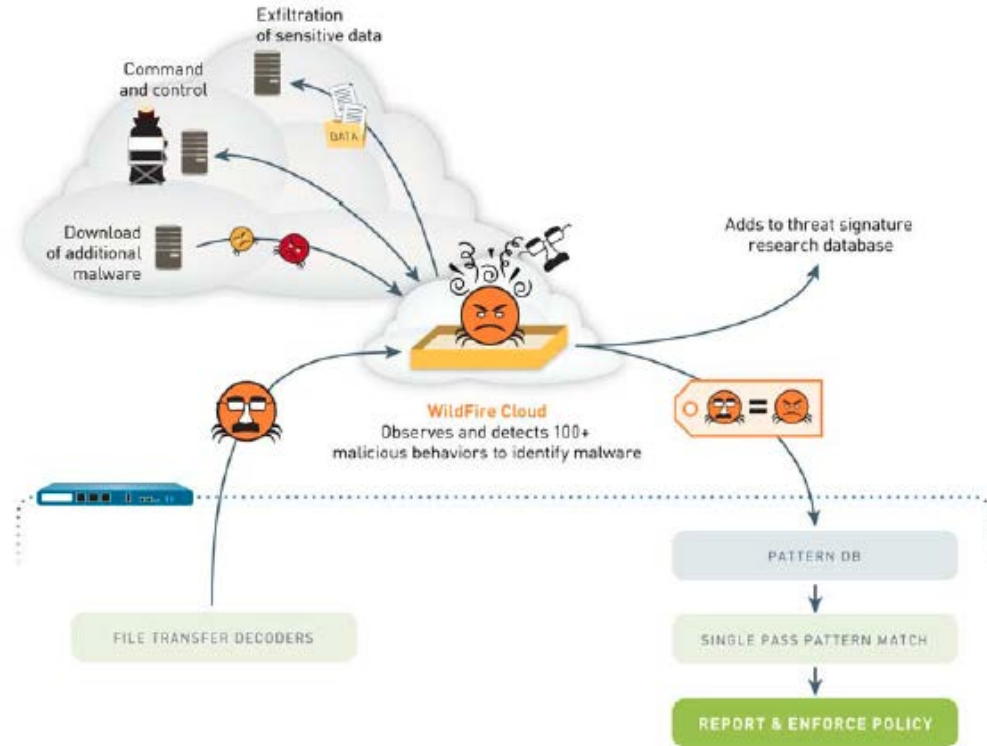 Exfiltration
of sensitive data
Command
and control
DATA
Download
of additional
malware
Adds to threat signature
research database
WildFire Cloud
Observes and detects 100+
malicious behaviors to identify malware
=
PATTERN DB
FILE TRANSFER DECODERS
SINGLE PASS PATTERN MATCH
REPORT & ENFORCE POLICY